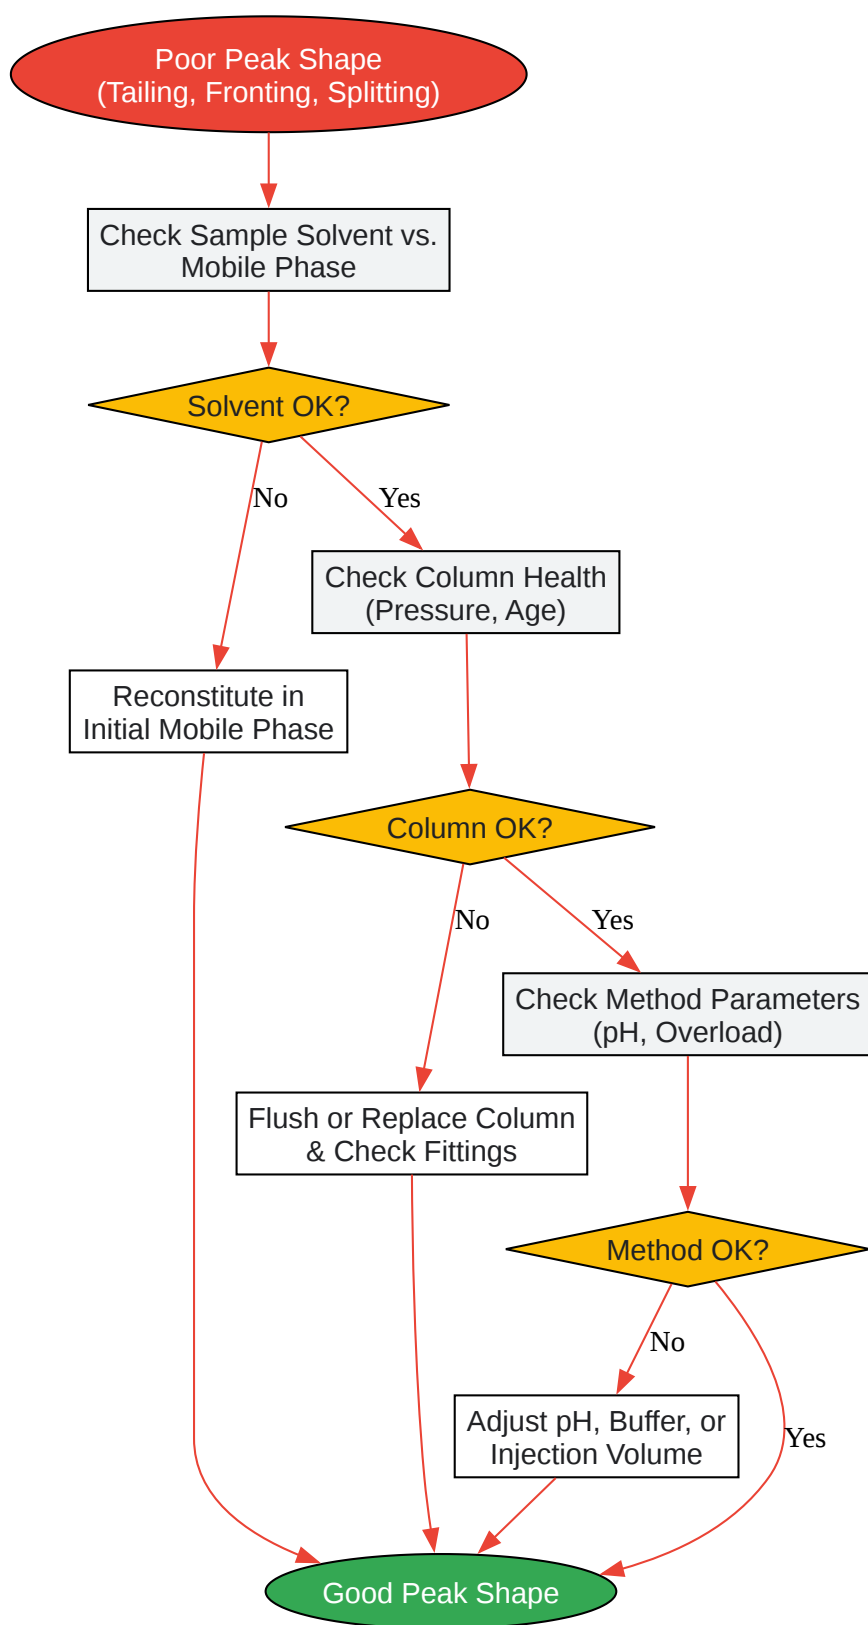 Poor Peak Shape
(Tailing, Fronting, Splitting)
Check Sample Solvent vs.
Mobile Phase
Solvent OK?
No
Yes
Check Column Health
(Pressure, Age)
Reconstitute in
Initial Mobile Phase
Column OK?
No
Yes
Check Method Parameters
(pH, Overload)
Flush or Replace Column
& Check Fittings
Method OK?
No
Adjust pH, Buffer, or
Injection Volume
Yes
Good Peak Shape